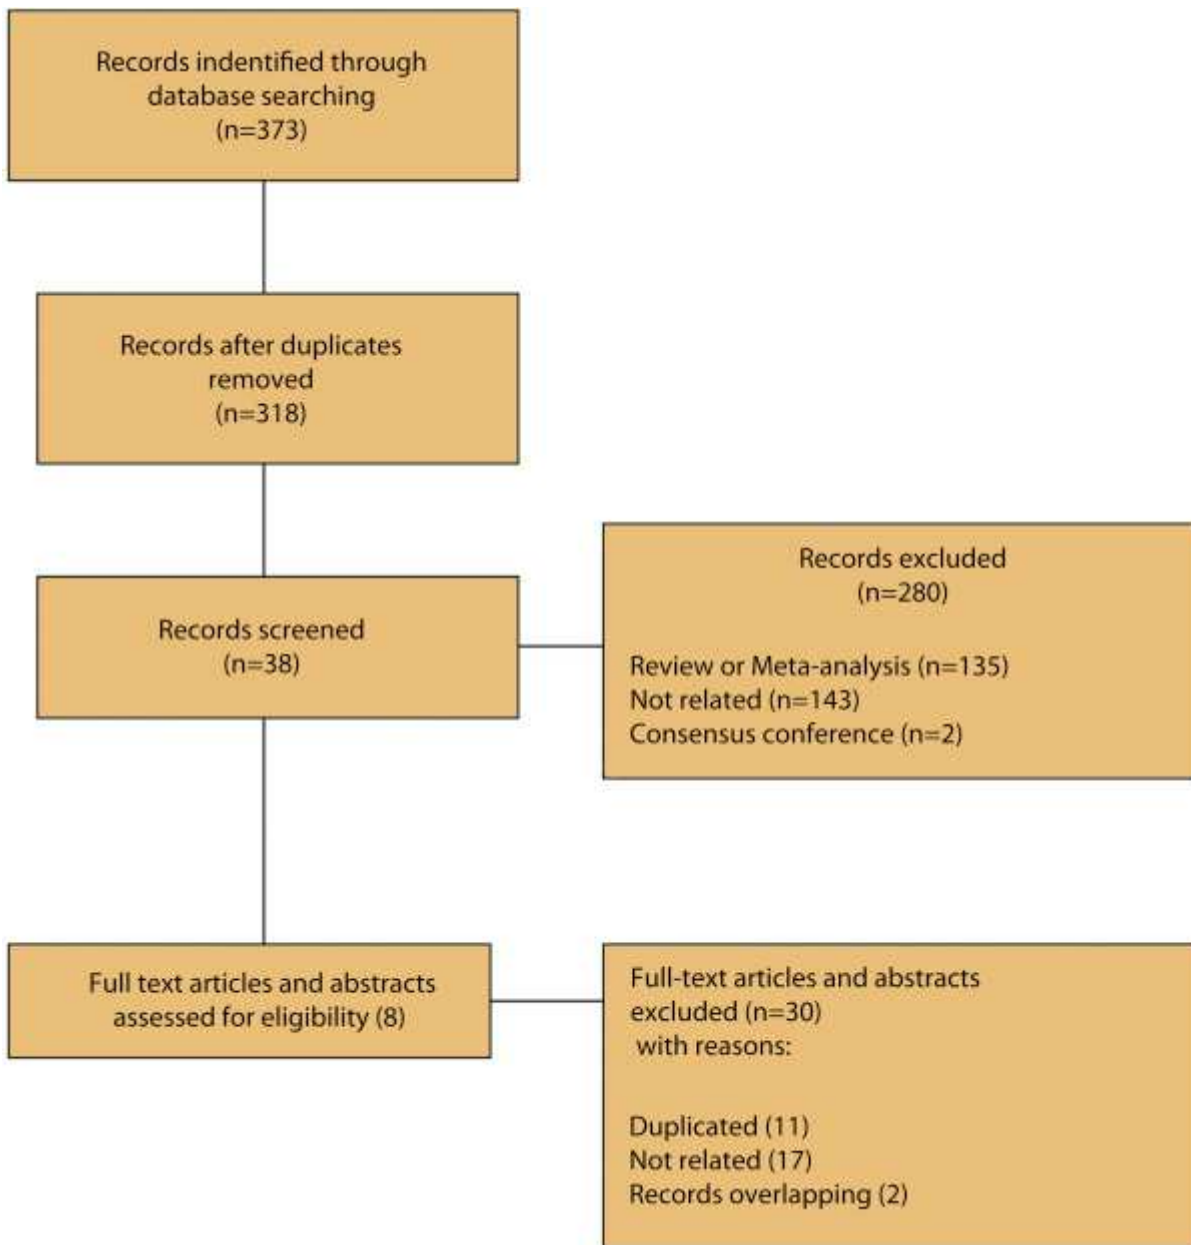 Records indentified through
database searching
(n=373)
Records after duplicates
removed
(n=318)
Records screened
(n=38)
Records excluded
(n=280)
Review or Meta-analysis (n=135)
Not related (n=143)
Consensus conference (n=2)
Full text articles and abstracts
assessed for eligibility (8)
Full-text articles and abstracts
excluded (n=30)
with reasons:
Duplicated (11)
Not related (17)
Records overlapping (2)